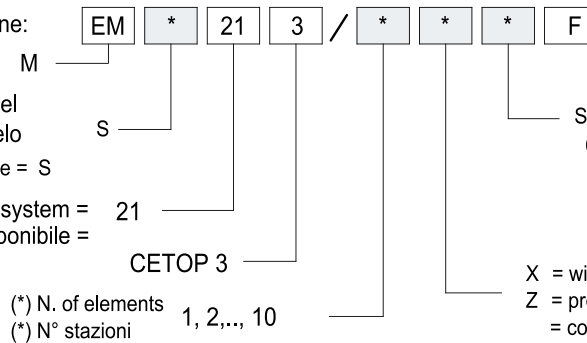 ne: EM * 21 3 / * * * F
M
el
elo S S
e = S
system = 21
ponibile =
CETOP 3
X = wi
(*) N. of elements 1, 2,.., 10 Z = pr
(*) N° stazioni = co